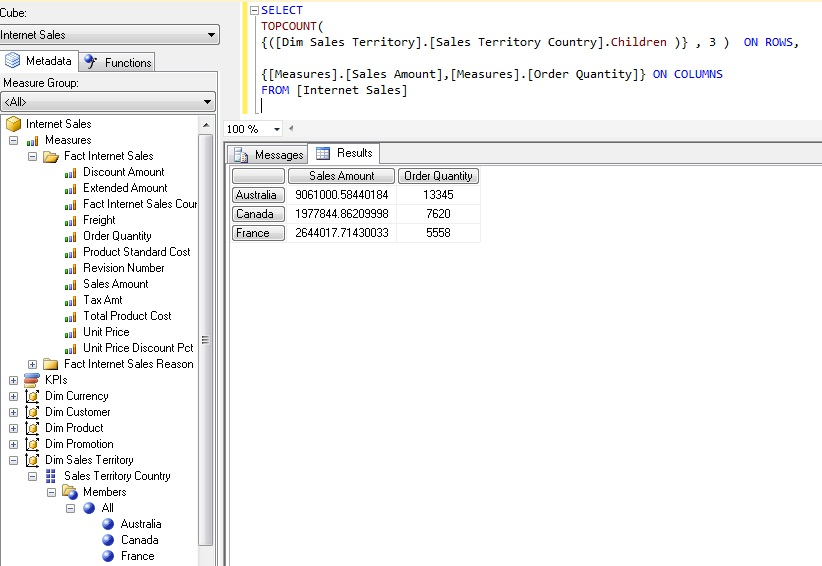 Cube:
Internet Sales
Metadata
Functions
Measure Group:
<All>
Internet Sales
Measures
Fact Internet Sales
Discount Amount
Extended Amount
Fact Internet Sales Cour
Freight
Order Quantity
Product Standard Cost
Revision Number
Sales Amount
Tax Amt
Total Product Cost
Unit Price
Unit Price Discount Pct
Fact Internet Sales Reason
KPIs
Dim Currency
Dim Customer
Dim Product
Dim Promotion
Dim Sales Territory
Sales Territory Country
Members
All
Australia
Canada
France
SELECT
TOPCOUNT(
{([Dim Sales Territory].[Sales Territory Country].Children )} , 3 )  ON ROWS,
{[Measures].[Sales Amount],[Measures].[Order Quantity]} ON COLUMNS
FROM [Internet Sales]
100 %
Messages
Results
Sales Amount Order Quantity
Australia 9061000.58440184 13345
Canada 1977844.86209998 7620
France 2644017.71430033 5558